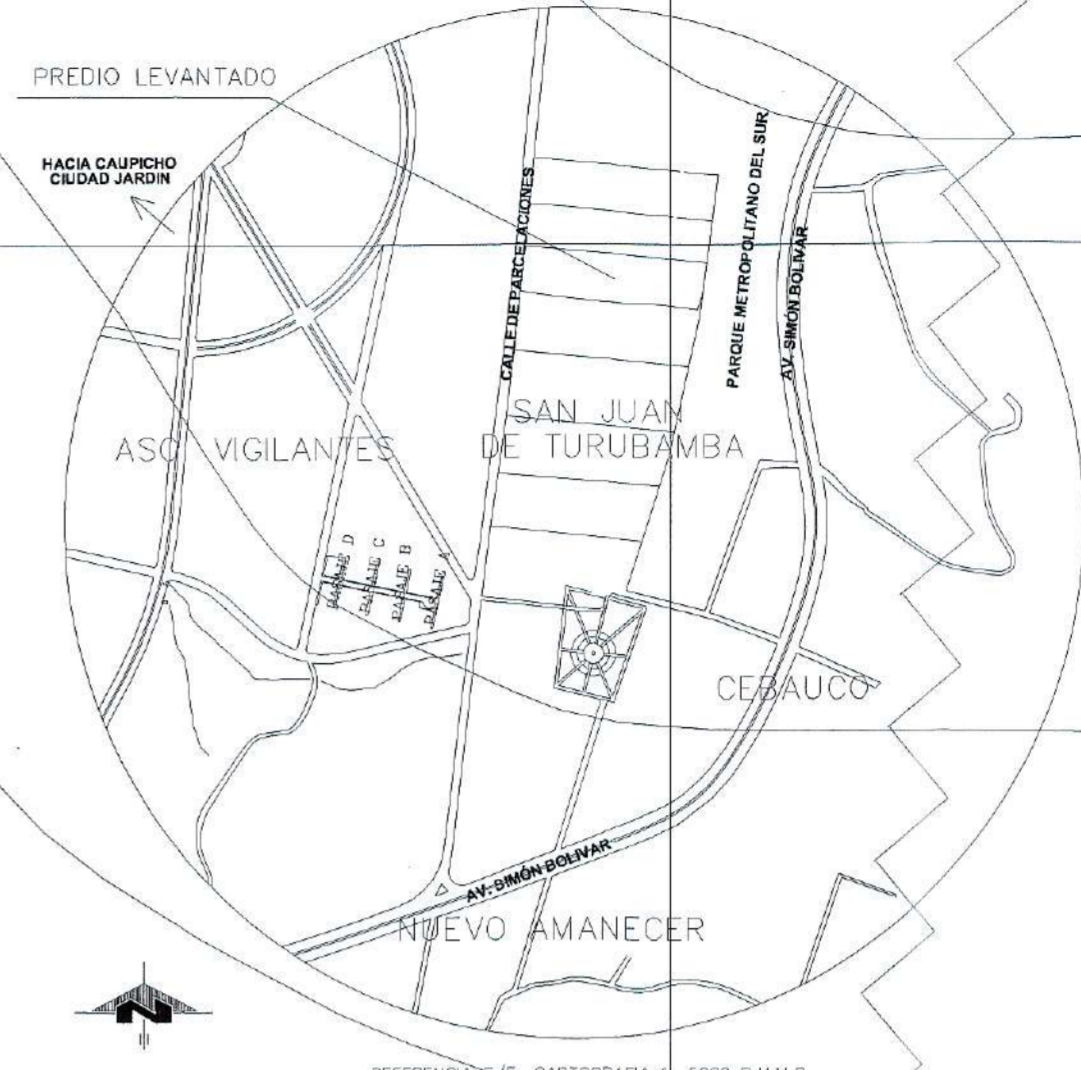 PREDIO LEVANTADO
HACIA CAUPICHO
CIUDAD JARDIN
CALLE DE PARCELACIONES
PARQUE METROPOLITANO DEL SUR
AV. SIMÓN BOLIVAR
SAN JUAN
DE TURUBAMBA
ASO VIGILANTES
PASAJE D
PASAJE C
PASAJE B
PASAJE A
CEBAUCO
AV. SIMÓN BOLIVAR
NUEVO AMANECER
N